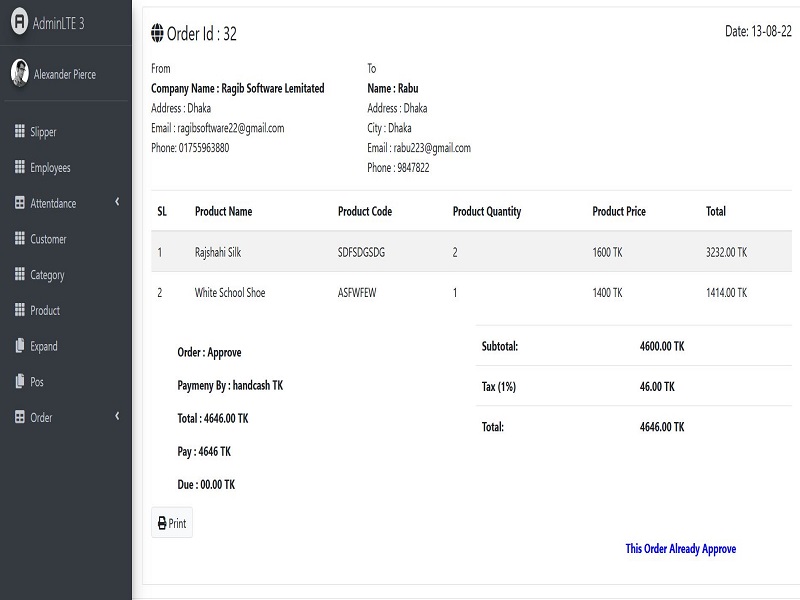 AdminLTE 3
Alexander Pierce
Slipper
Employees
Attentdance
Customer
Category
Product
Expand
Pos
Order
Order Id : 32
Date: 13-08-22
From
Company Name : Ragib Software Lemitated
Address : Dhaka
Email : ragibsoftware22@gmail.com
Phone: 01755963880
To
Name : Rabu
Address : Dhaka
City : Dhaka
Email : rabu223@gmail.com
Phone : 9847822
SL Product Name Product Code Product Quantity Product Price Total
1 Rajshahi Silk SDFSDGSDG 2 1600 TK 3232.00 TK
2 White School Shoe ASFWFEW 1 1400 TK 1414.00 TK
Order : Approve
Paymeny By : handcash TK
Total : 4646.00 TK
Pay : 4646 TK
Due : 00.00 TK
Subtotal: 4600.00 TK
Tax (1%) 46.00 TK
Total: 4646.00 TK
Print
This Order Already Approve